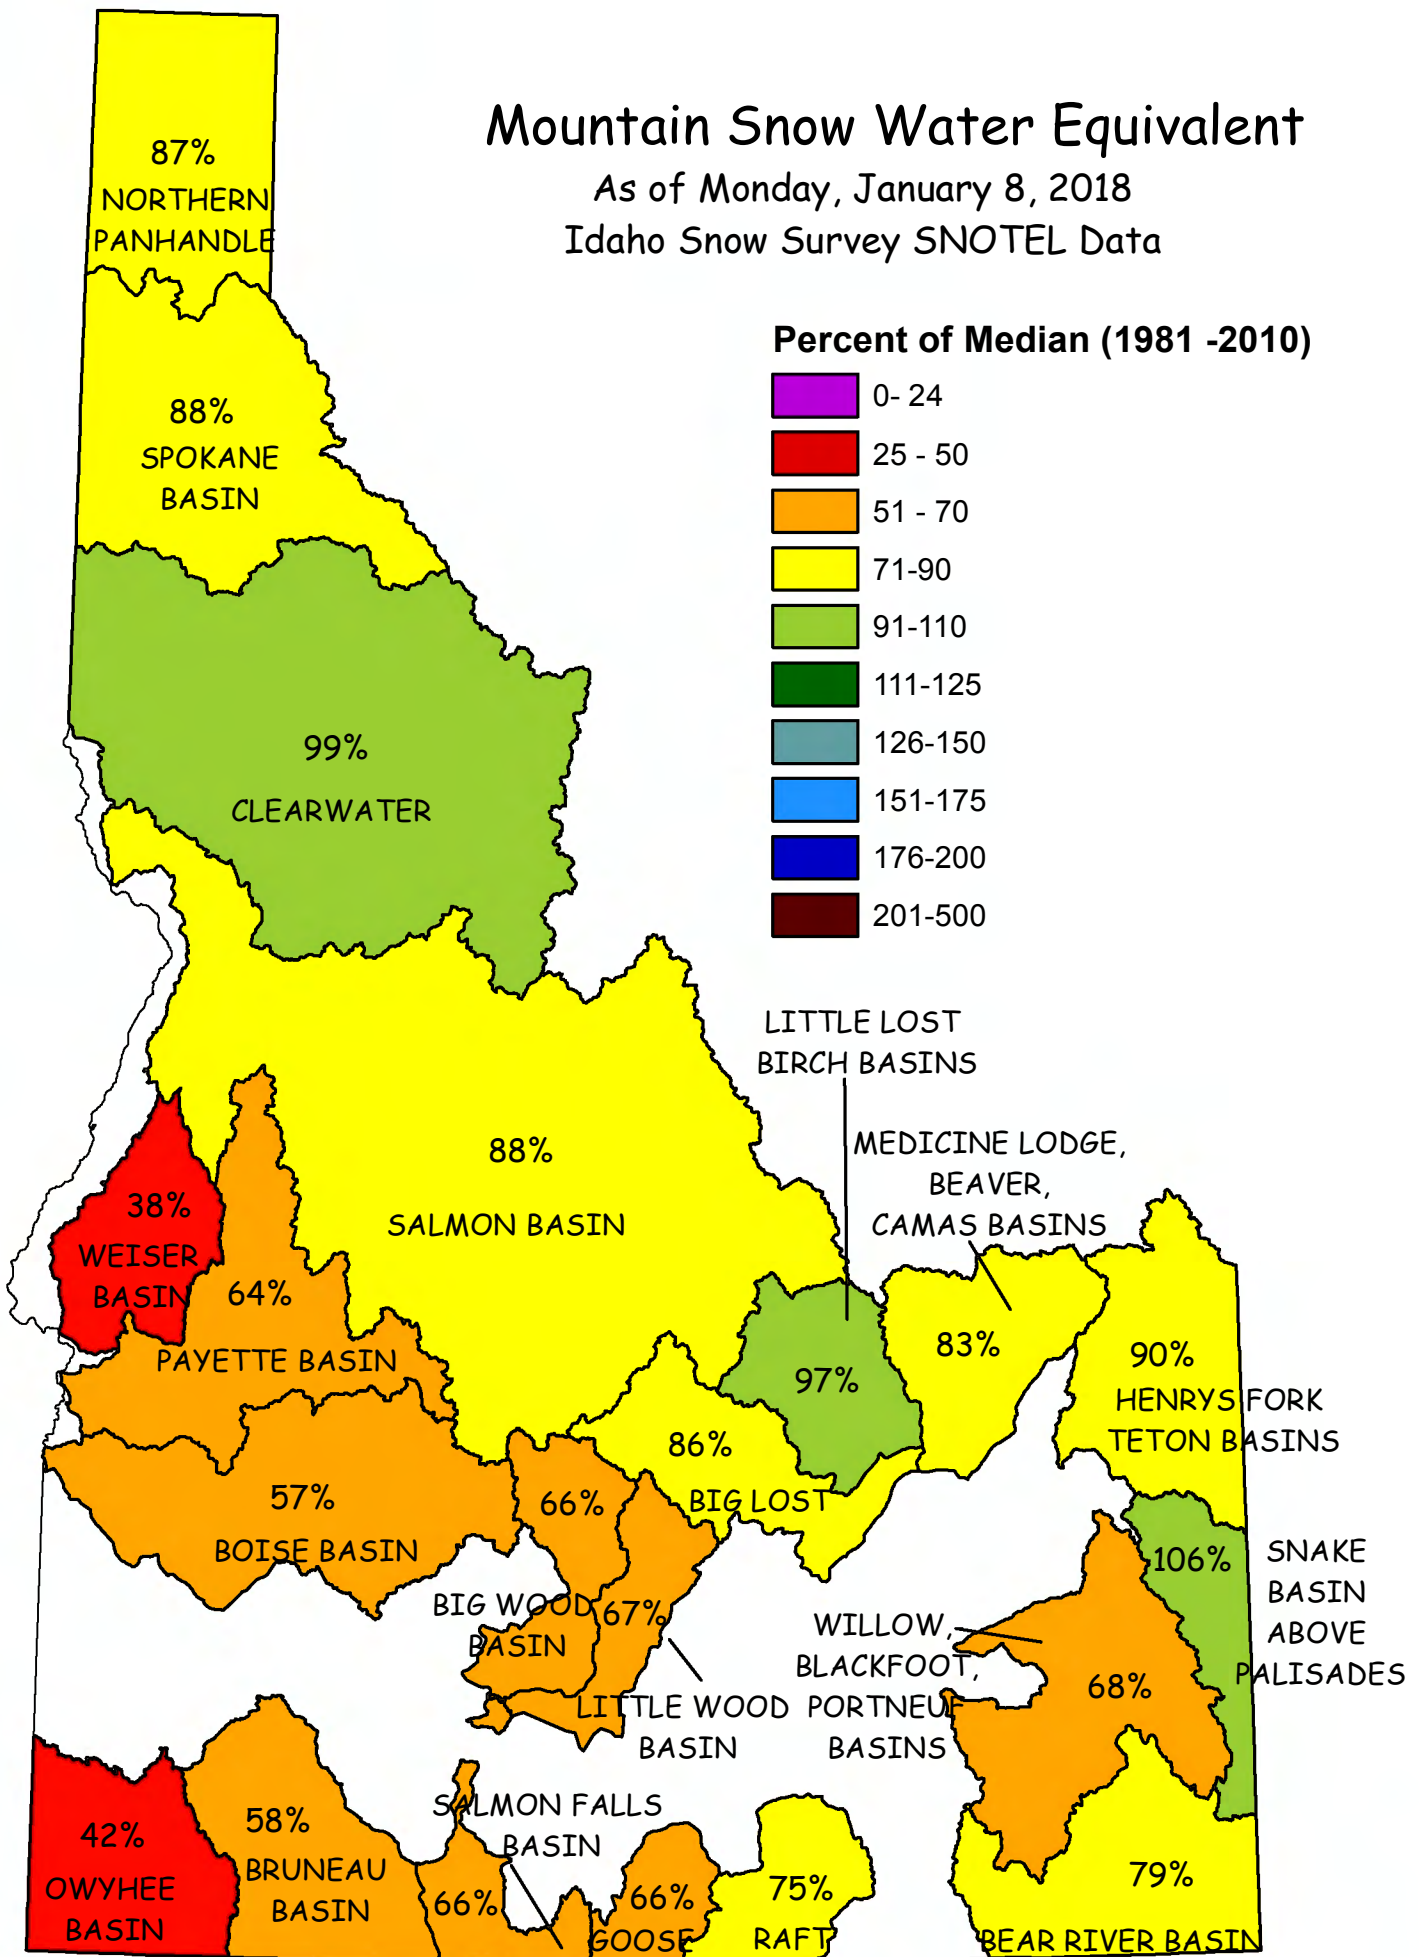 Mountain Snow Water Equivalent
As of Monday, January 8, 2018
Idaho Snow Survey SNOTEL Data
Percent of Median (1981 -2010)
0- 24
25 - 50
51 - 70
71-90
91-110
111-125
126-150
151-175
176-200
201-500
87%
NORTHERN
PANHANDLE
88%
SPOKANE
BASIN
99%
CLEARWATER
88%
SALMON BASIN
LITTLE LOST
BIRCH BASINS
97%
MEDICINE LODGE,
BEAVER,
CAMAS BASINS
83%
90%
HENRYS FORK
TETON BASINS
38%
WEISER
BASIN
64%
PAYETTE BASIN
86%
BIG LOST
57%
BOISE BASIN
66%
BIG WOOD
BASIN
67%
LITTLE WOOD
BASIN
106%
SNAKE
BASIN
ABOVE
PALISADES
WILLOW,
BLACKFOOT,
PORTNEUF
BASINS
68%
42%
OWYHEE
BASIN
58%
BRUNEAU
BASIN
SALMON FALLS
BASIN
66%
66%
GOOSE
75%
RAFT
79%
BEAR RIVER BASIN